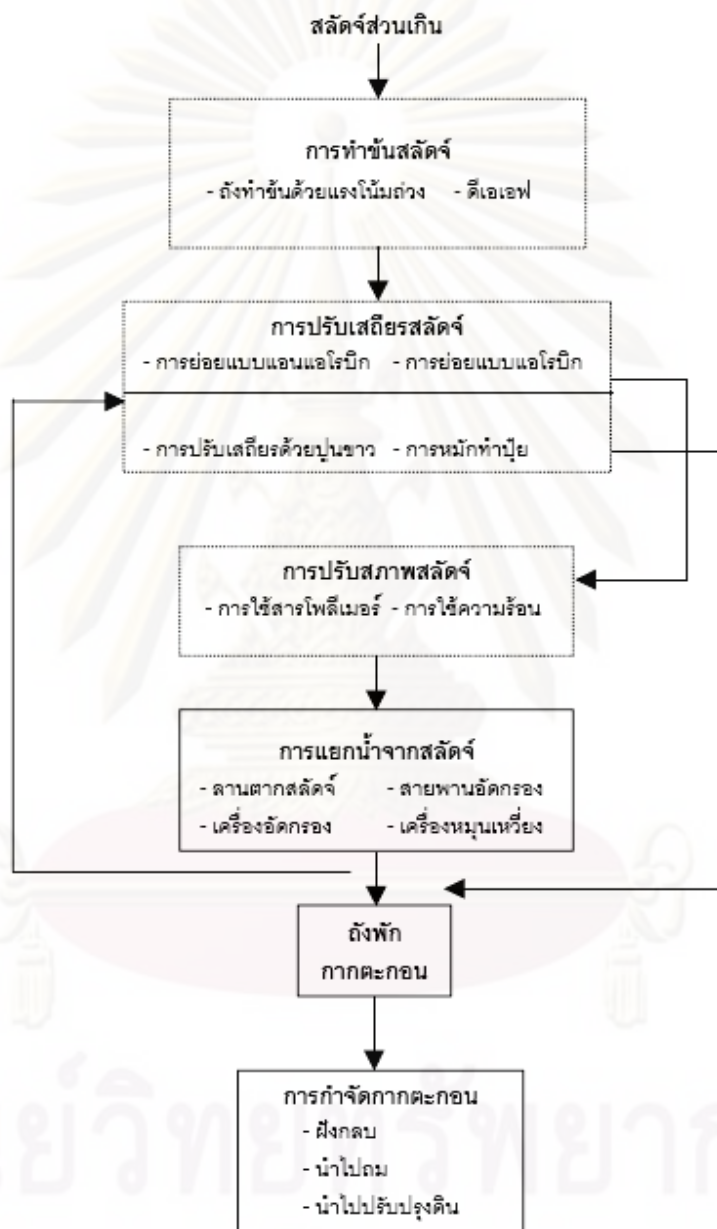 สลัดจ์ส่วนเกิน
การทำข้นสลัดจ์
- ถังทำข้นด้วยแรงโน้มถ่วง - ดีเอเอฟ
การปรับเสถียรสลัดจ์
- การย่อยแบบแอนแอโรบิก - การย่อยแบบแอโรบิก
- การปรับเสถียรด้วยปูนขาว - การหมักทำปุ๋ย
การปรับสภาพสลัดจ์
- การใช้สารโพลีเมอร์ - การใช้ความร้อน
การแยกน้ำจากสลัดจ์
- ลานตากสลัดจ์ - สายพานอัดกรอง
- เครื่องอัดกรอง - เครื่องหมุนเหวี่ยง
ถังพัก
กากตะกอน
การกำจัดกากตะกอน
- ฝังกลบ
- นำไปถม
- นำไปปรับปรุงดิน
ย์วิทยทรัพยาก